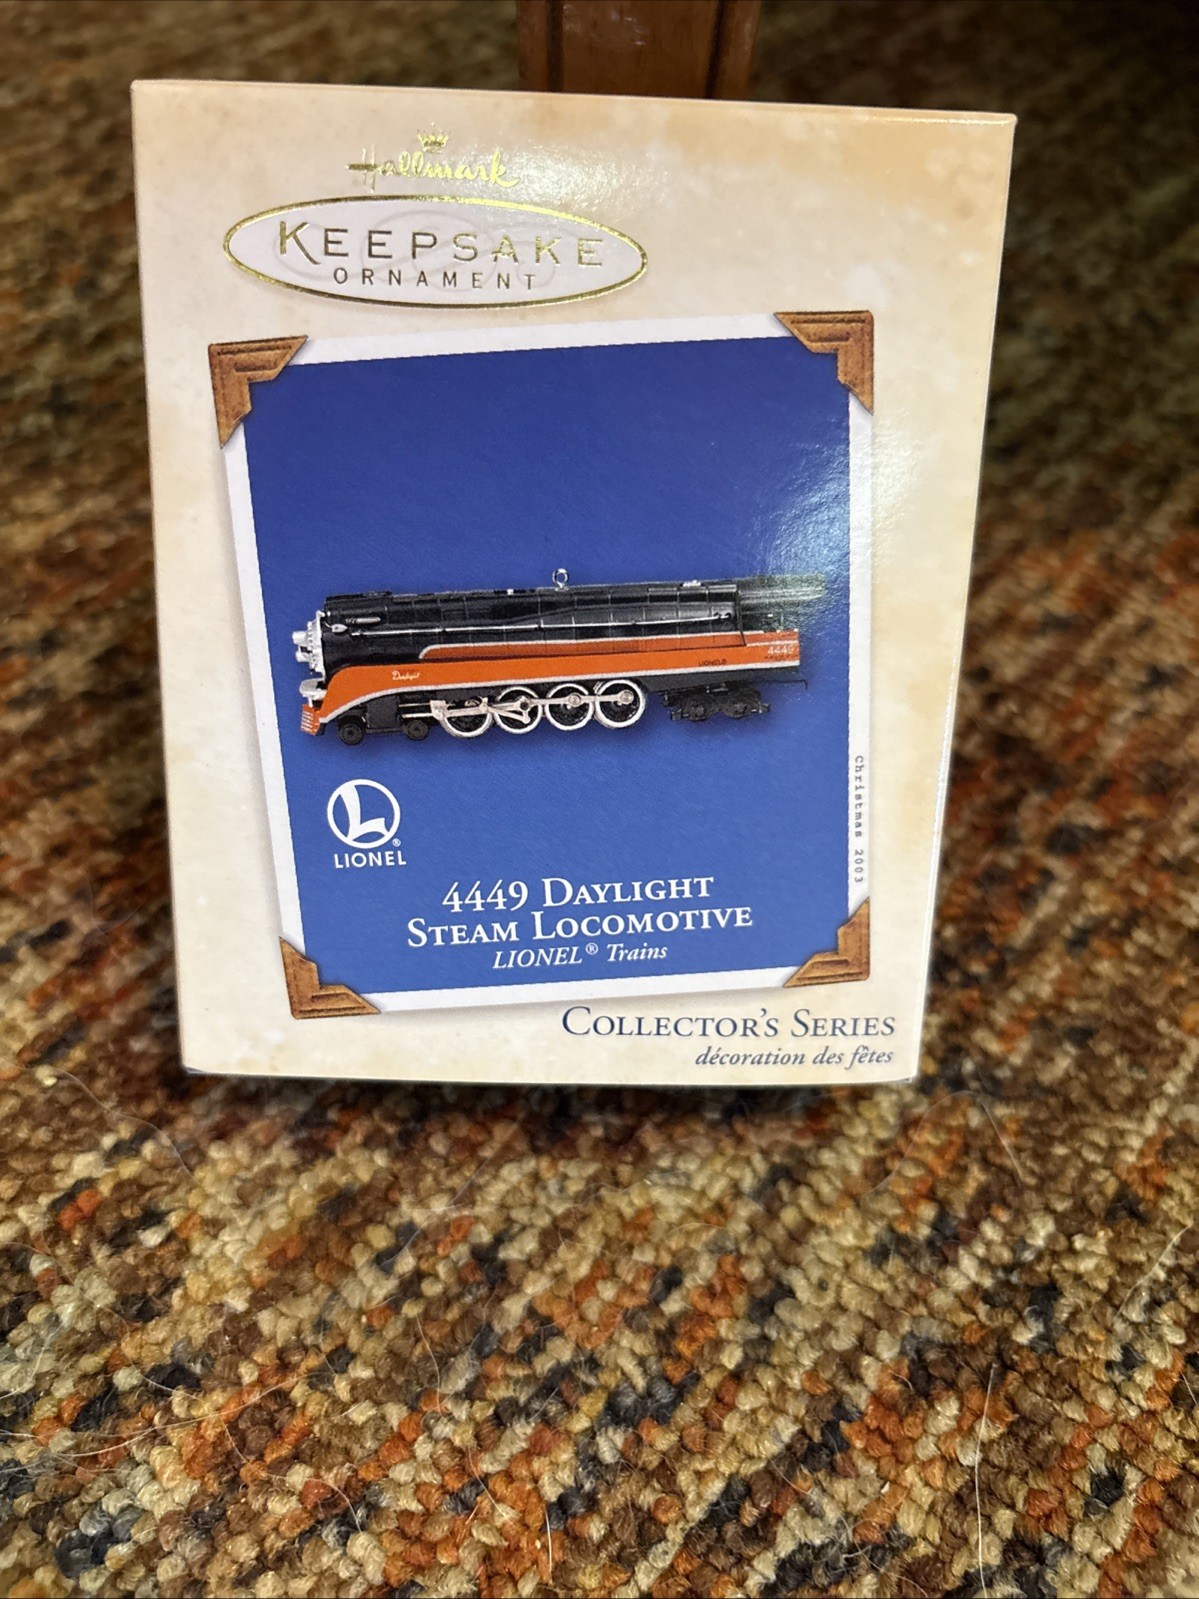 Hallmark
KEEPSAKE
ORNAMENT
4449
Daylight
LIONEL
Christmas 2003
L
®
LIONEL
4449 DAYLIGHT
STEAM LOCOMOTIVE
LIONEL® Trains
COLLECTOR'S SERIES
décoration des fêtes